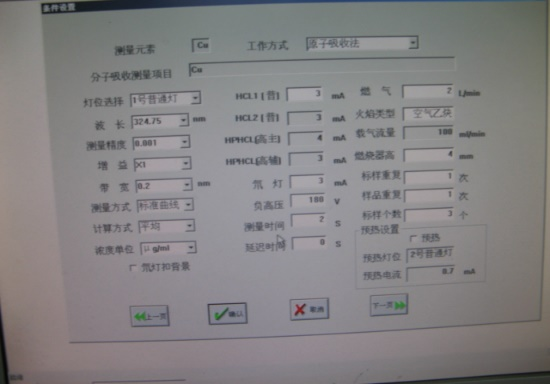 条件设置
测量元素 Cu 工作方式 原子吸收法
分子吸收测量项目 Cu
灯位选择 1号普通灯 HCL1 [普] 3 mA 燃 气 2 L/min
波 长 324.75 nm HCL2 [普] 3 mA 火焰类型 空气乙炔
测量精度 0.001 HPHCL(高主) 4 mA 载气流量 100 ml/min
增 益 X1 HPHCL(高辅) 3 mA 燃烧器高 4 mm
带 宽 0.2 nm 氘 灯 3 mA 标样重复 1 次
测量方式 标准曲线 负高压 100 V 样品重复 1 次
计算方式 平均 测量时间 2 S 标样个数 3 个
浓度单位 μg/ml 延迟时间 0 S 预热设置
预热
氘灯扣背景 预热灯位 2号普通灯
预热电流 0.7 mA
上一页 确认 取消 下一页